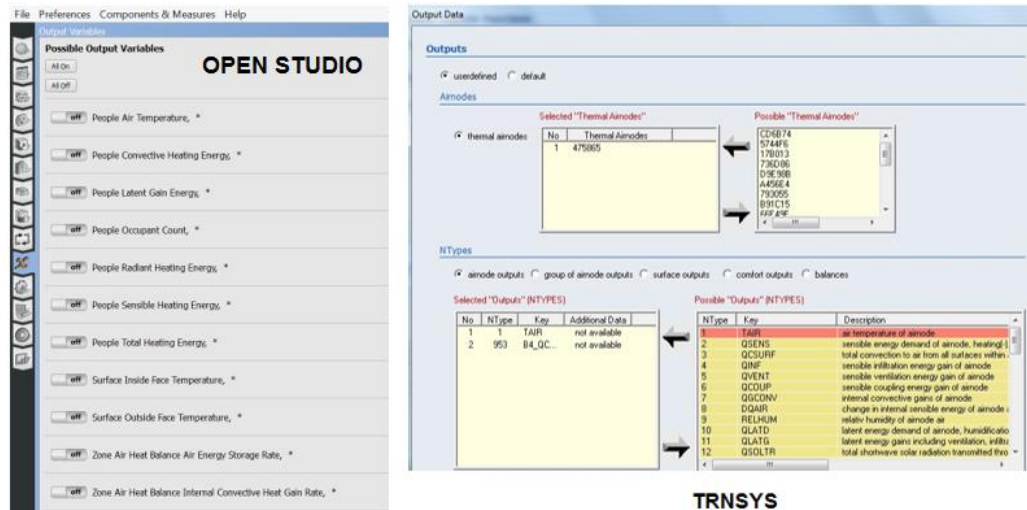 File Preferences Components & Measures Help
Output Variables
Possible Output Variables
All On
All Off
OPEN STUDIO
off People Air Temperature, *
off People Convective Heating Energy, *
off People Latent Gain Energy, *
off People Occupant Count, *
off People Radiant Heating Energy, *
off People Sensible Heating Energy, *
off People Total Heating Energy, *
off Surface Inside Face Temperature, *
off Surface Outside Face Temperature, *
off Zone Air Heat Balance Air Energy Storage Rate, *
off Zone Air Heat Balance Internal Convective Heat Gain Rate, *
Output Data
Outputs
userdefined default
Airnodes
Selected "Thermal Airnodes"
Possible "Thermal Airnodes"
thermal airnodes
No Thermal Airnodes
1 475865
CD6B74
5744F6
17B013
736D86
D9E98B
A456E4
793055
B91C15
NTypes
airnode outputs group of airnode outputs surface outputs comfort outputs balances
Selected "Outputs" (NTYPES)
Possible "Outputs" (NTYPES)
No NType Key Additional Data
1 1 TAIR not available
2 953 B4_QC... not available
NType Key Description
1 TAIR air temperature of airnode
2 QSENS sensible energy demand of airnode, heating(-)
3 QCSURF total convection to air from all surfaces within
4 QINF sensible infiltration energy gain of airnode
5 QVENT sensible ventilation energy gain of airnode
6 QCOUP sensible coupling energy gain of airnode
7 QGCONV internal convective gains of airnode
8 DQAIR change in internal sensible energy of airnode
9 RELHUM relativ humidity of airnode air
10 QLATD latent energy demand of airnode, humidificatio
11 QLATG latent energy gains including ventilation, infiltr
12 QSOLTR total shortwave solar radiation transmitted thro
TRNSYS